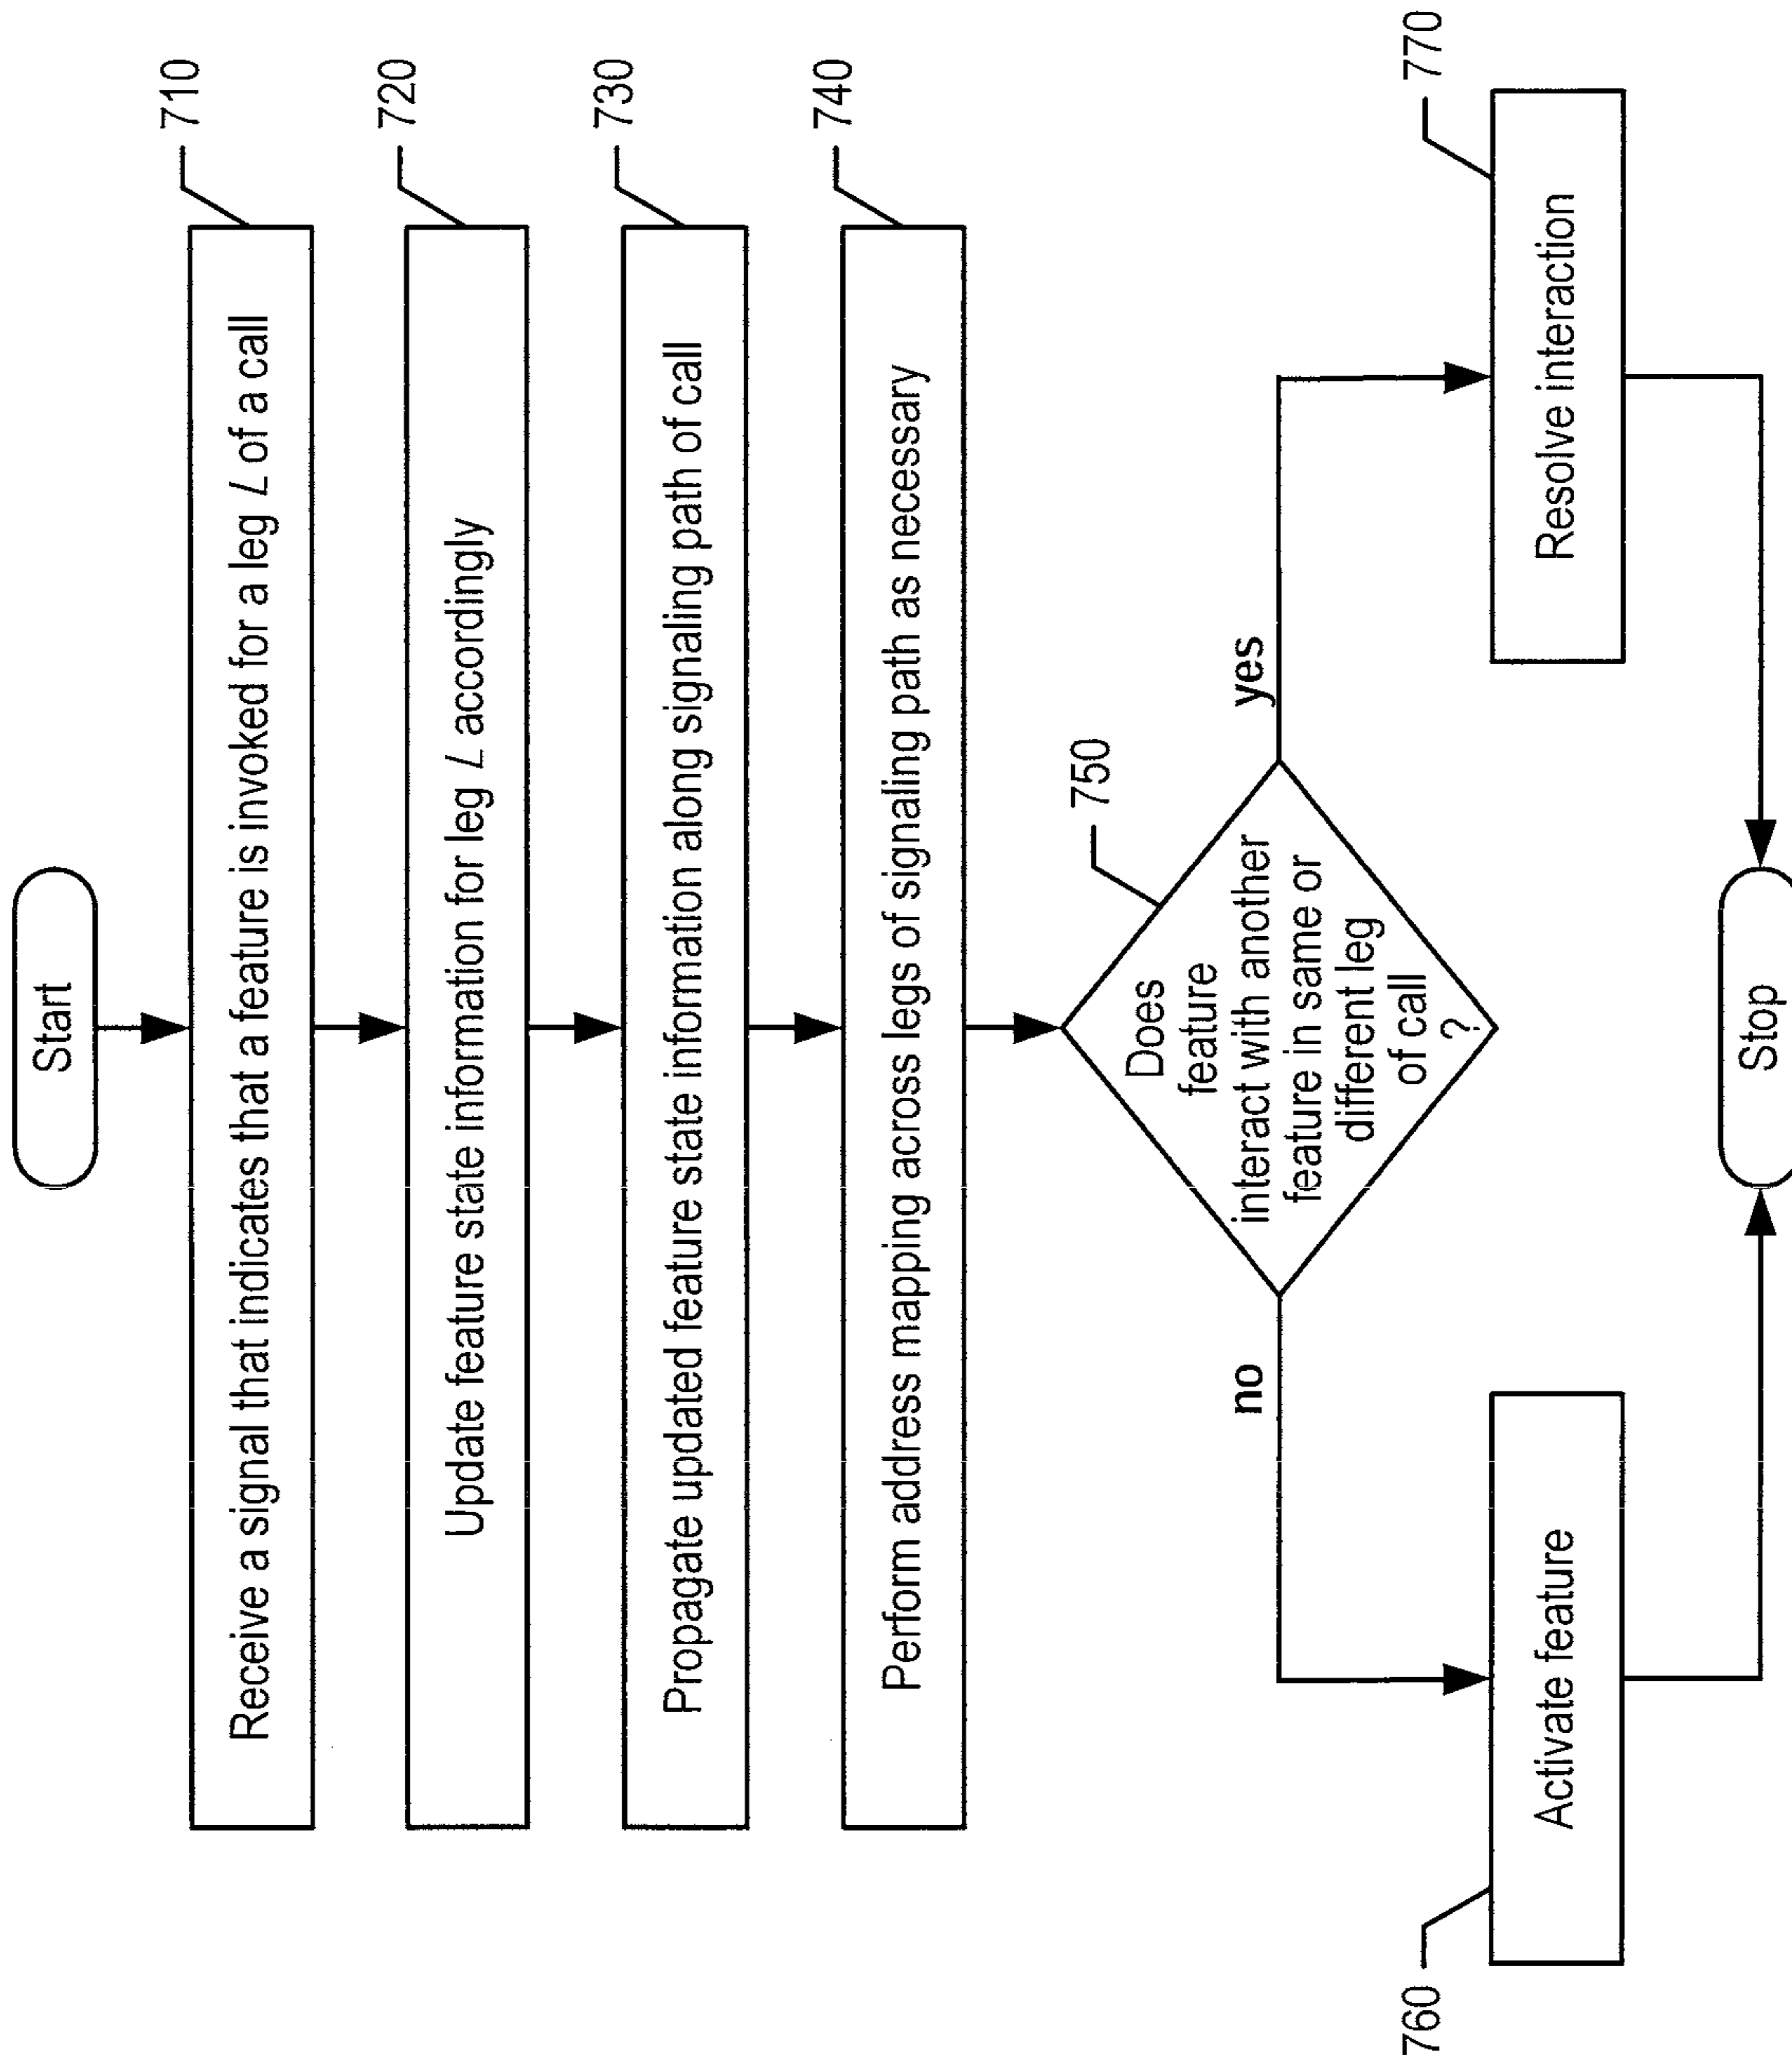 Start
710
Receive a signal that indicates that a feature is invoked for a leg L of a call
720
Update feature state information for leg L accordingly
730
Propagate updated feature state information along signaling path of call
740
Perform address mapping across legs of signaling path as necessary
750
Does
feature
interact with another
feature in same or
different leg
of call
?
no
yes
760
Activate feature
770
Resolve interaction
Stop